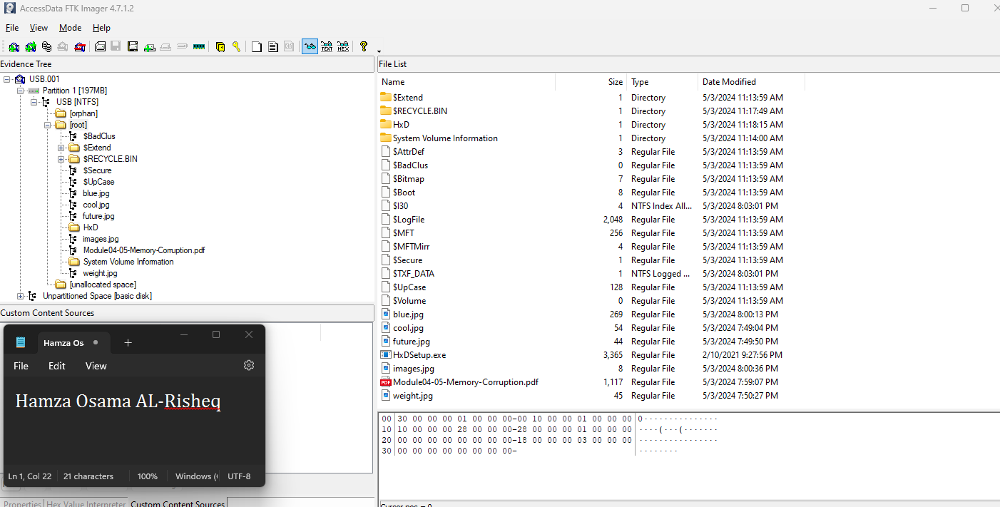 AccessData FTK Imager 4.7.1.2
File View Mode Help
Evidence Tree
USB.001
Partition 1 [197MB]
USB [NTFS]
[orphan]
[root]
$BadClus
$Extend
$RECYCLE.BIN
$Secure
$UpCase
blue.jpg
cool.jpg
future.jpg
HxD
images.jpg
Module04-05-Memory-Corruption.pdf
System Volume Information
weight.jpg
[unallocated space]
Unpartitioned Space [basic disk]
Custom Content Sources
Hamza Os
File Edit View
Hamza Osama AL-Risheq
Ln 1, Col 22 21 characters 100% Windows ( UTF-8
Properties Hex Value Interpreter Custom Content Sources
File List
Name Size Type Date Modified
$Extend 1 Directory 5/3/2024 11:13:59 AM
$RECYCLE.BIN 1 Directory 5/3/2024 11:17:49 AM
HxD 1 Directory 5/3/2024 11:18:15 AM
System Volume Information 1 Directory 5/3/2024 11:14:00 AM
$AttrDef 3 Regular File 5/3/2024 11:13:59 AM
$BadClus 0 Regular File 5/3/2024 11:13:59 AM
$Bitmap 7 Regular File 5/3/2024 11:13:59 AM
$Boot 8 Regular File 5/3/2024 11:13:59 AM
$I30 4 NTFS Index All... 5/3/2024 8:03:01 PM
$LogFile 2,048 Regular File 5/3/2024 11:13:59 AM
$MFT 256 Regular File 5/3/2024 11:13:59 AM
$MFTMirr 4 Regular File 5/3/2024 11:13:59 AM
$Secure 1 Regular File 5/3/2024 11:13:59 AM
$TXF_DATA 1 NTFS Logged ... 5/3/2024 8:03:01 PM
$UpCase 128 Regular File 5/3/2024 11:13:59 AM
$Volume 0 Regular File 5/3/2024 11:13:59 AM
blue.jpg 269 Regular File 5/3/2024 8:00:13 PM
cool.jpg 54 Regular File 5/3/2024 7:49:04 PM
future.jpg 44 Regular File 5/3/2024 7:49:50 PM
HxDSetup.exe 3,365 Regular File 2/10/2021 9:27:56 PM
images.jpg 8 Regular File 5/3/2024 8:00:36 PM
Module04-05-Memory-Corruption.pdf 1,117 Regular File 5/3/2024 7:59:07 PM
weight.jpg 45 Regular File 5/3/2024 7:50:27 PM
00 30 00 00 00 01 00 00 00-00 10 00 00 01 00 00 00 0···············
10 10 00 00 00 28 00 00 00-28 00 00 00 01 00 00 00 ····(···(·······
20 00 00 00 00 00 00 00 00-18 00 00 00 03 00 00 00 ················
30 00 00 00 00 00 00 00 00- ········
Cursor pos = 0